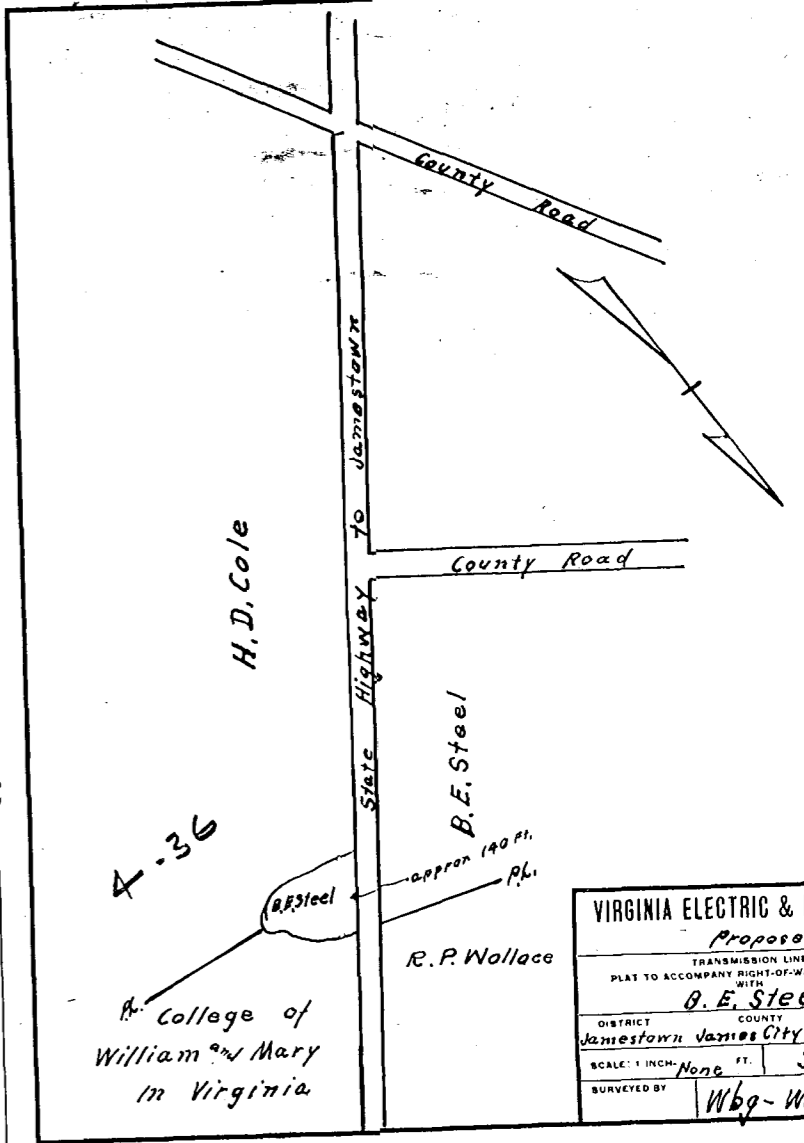 County Road
State Highway to Jamestown
H.D. Cole
County Road
B.E. Steel
4-36
B.E. Steel
approx 140 Ft.
P.L.
R.P. Wallace
P.L.
College of
William and Mary
in Virginia
VIRGINIA ELECTRIC &
Propose
TRANSMISSION LINE
PLAT TO ACCOMPANY RIGHT-OF-W
WITH
B. E. Stee
DISTRICT COUNTY
Jamestown James City
SCALE: 1 INCH- None FT.
SURVEYED BY Wbg-W